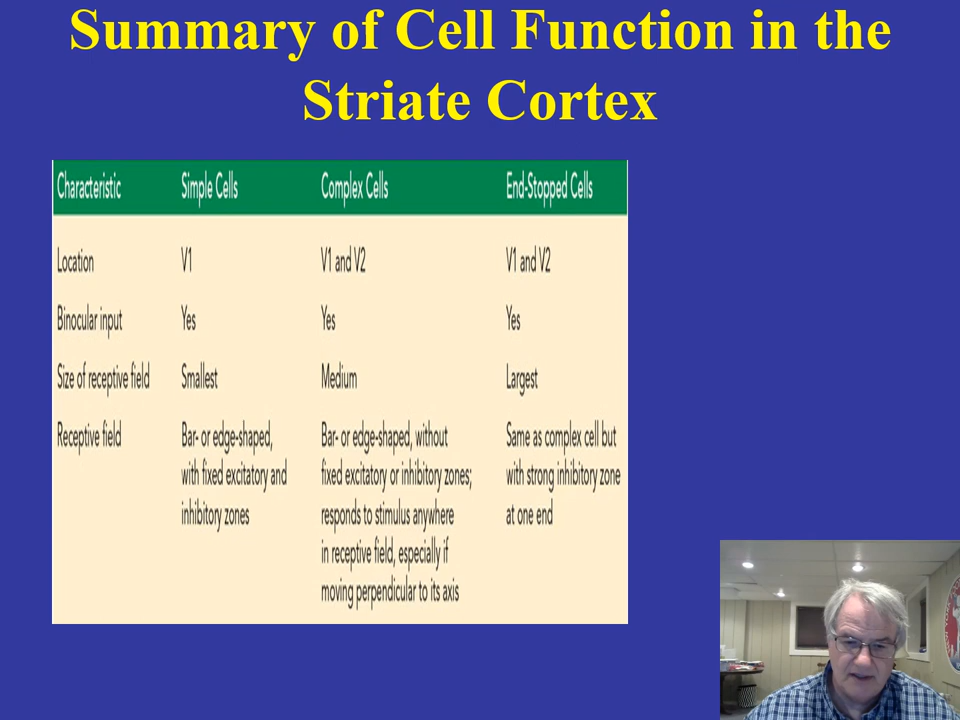 Summary of Cell Function in the
Striate Cortex
Characteristic Simple Cells Complex Cells End-Stopped Cells
Location V1 V1 and V2 V1 and V2
Binocular input Yes Yes Yes
Size of receptive field Smallest Medium Largest
Receptive field Bar- or edge-shaped, Bar- or edge-shaped, without Same as complex cell but
with fixed excitatory and fixed excitatory or inhibitory zones; with strong inhibitory zone
inhibitory zones responds to stimulus anywhere at one end
in receptive field, especially if
moving perpendicular to its axis